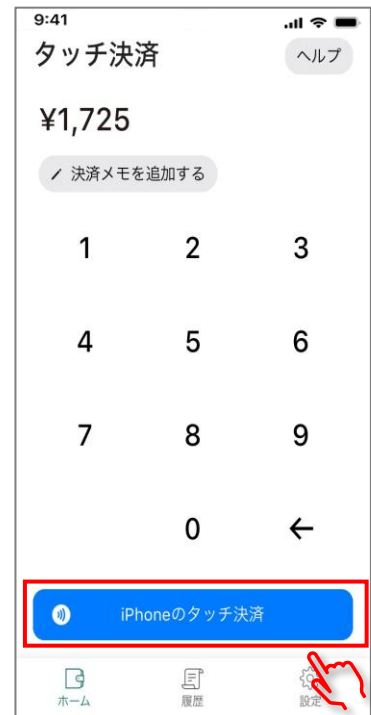 9:41
タッチ決済
ヘルプ
¥1,725
決済メモを追加する
1 2 3
4 5 6
7 8 9
0 ←
iPhoneのタッチ決済
ホーム 履歴 設定